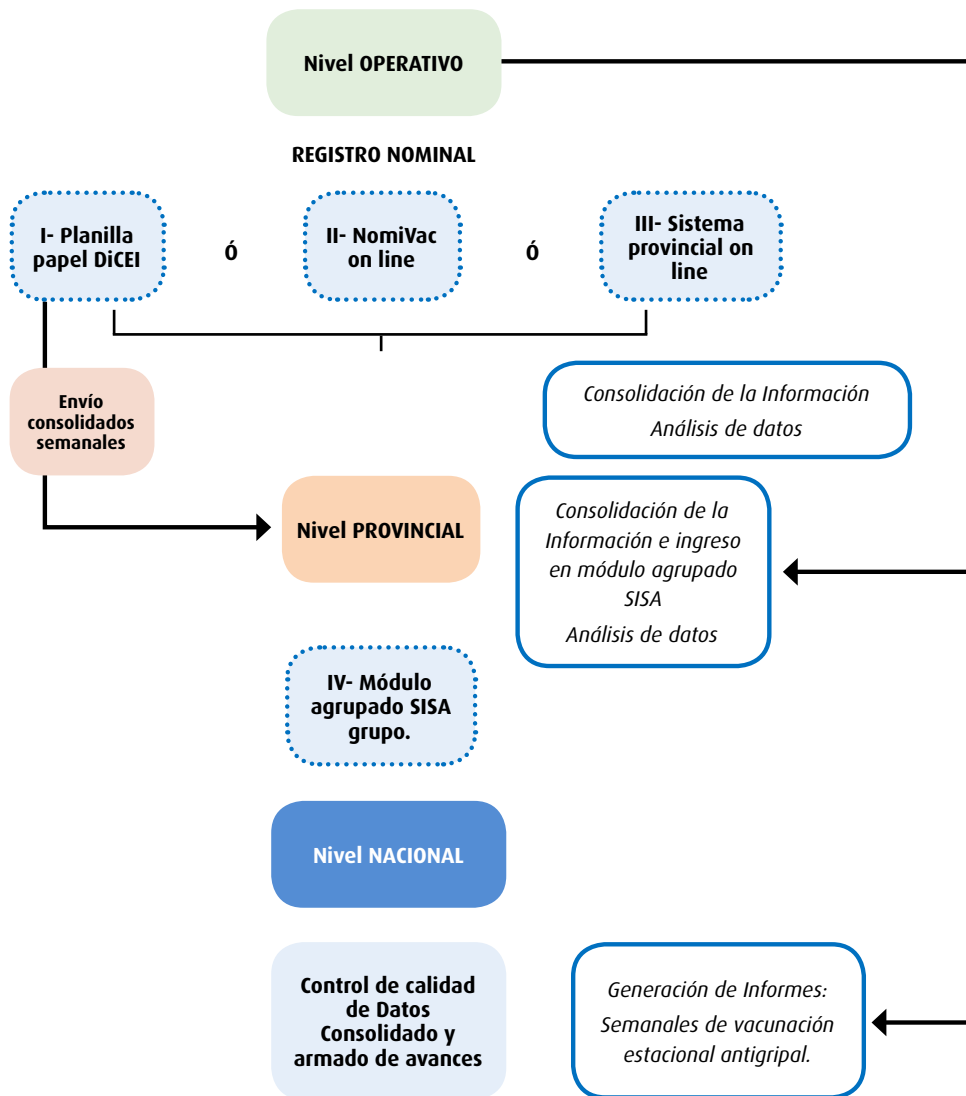 Nivel OPERATIVO
REGISTRO NOMINAL
I- Planilla
papel DiCEI
Ó
II- NomiVac
on line
Ó
III- Sistema
provincial on
line
Envío
consolidados
semanales
Consolidación de la Información
Análisis de datos
Nivel PROVINCIAL
Consolidación de la
Información e ingreso
en módulo agrupado
SISA
Análisis de datos
IV- Módulo
agrupado SISA
grupo.
Nivel NACIONAL
Control de calidad
de Datos
Consolidado y
armado de avances
Generación de Informes:
Semanales de vacunación
estacional antigripal.